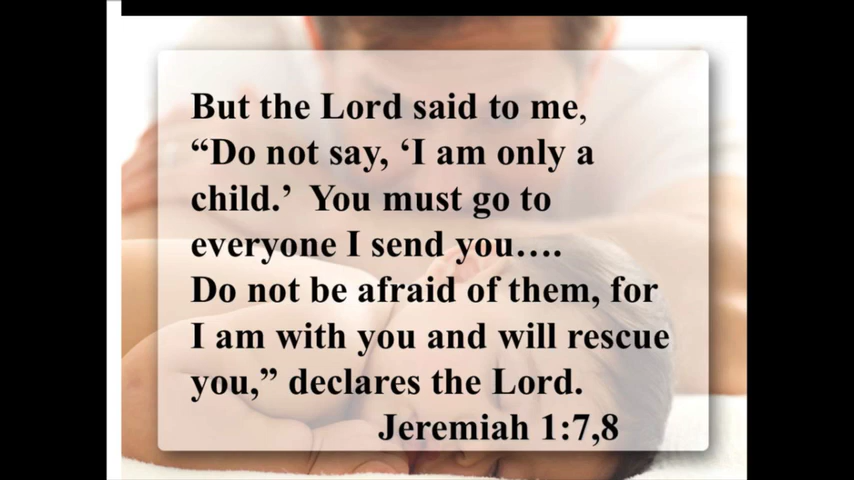 But the Lord said to me,
“Do not say, ‘I am only a
child.’  You must go to
everyone I send you….
Do not be afraid of them, for
I am with you and will rescue
you,” declares the Lord.
Jeremiah 1:7,8